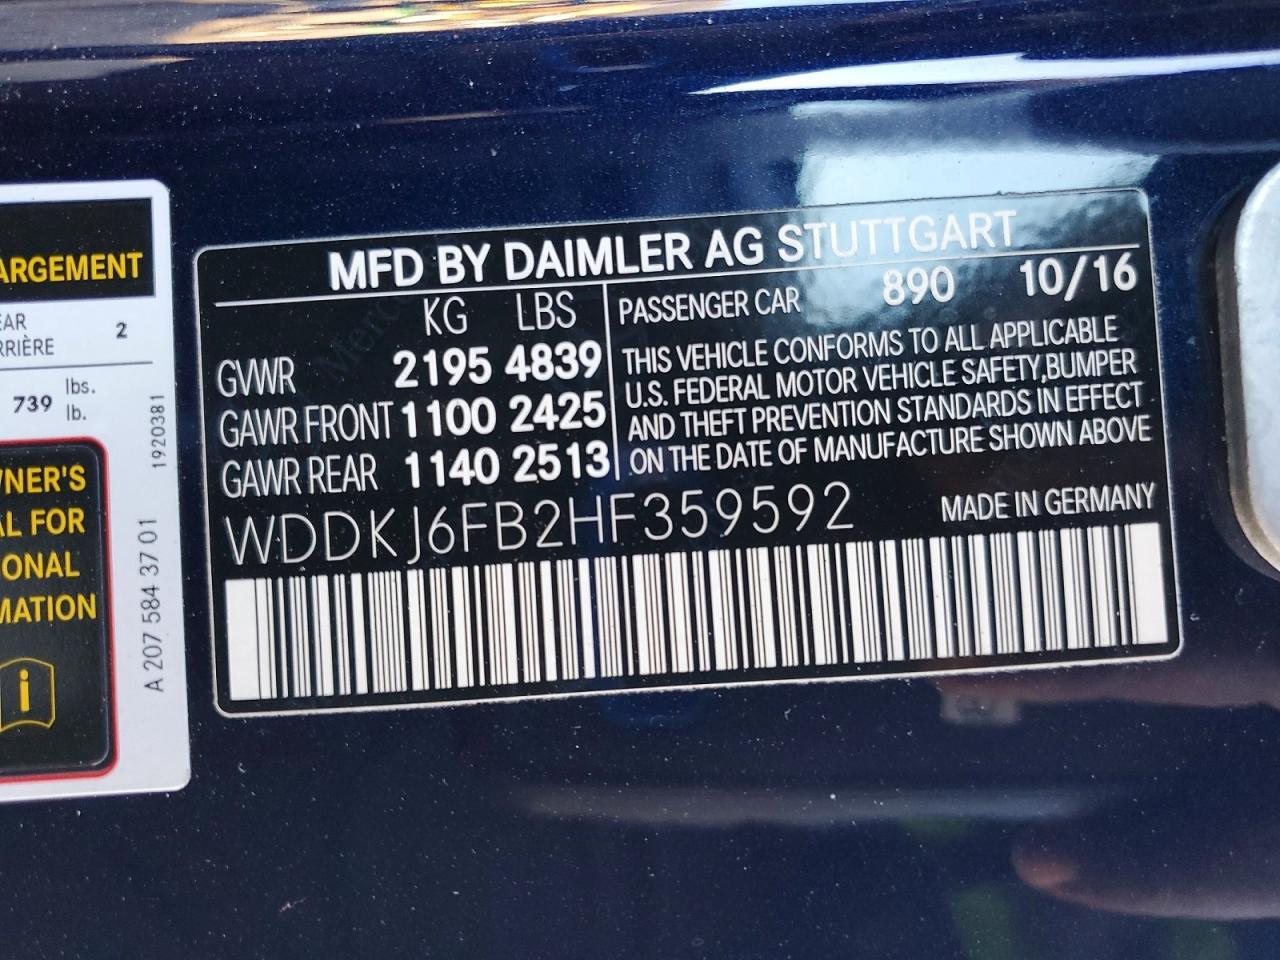 ARGEMENT
EAR
RRIÈRE
2
739 lbs.
lb.
1920381
NER'S
AL FOR
ONAL
MATION
i
A 207 584 37 01
MFD BY DAIMLER AG STUTTGART
KG LBS
GVWR 2195 4839
GAWR FRONT 1100 2425
GAWR REAR 1140 2513
PASSENGER CAR 890 10/16
THIS VEHICLE CONFORMS TO ALL APPLICABLE
U.S. FEDERAL MOTOR VEHICLE SAFETY,BUMPER
AND THEFT PREVENTION STANDARDS IN EFFECT
ON THE DATE OF MANUFACTURE SHOWN ABOVE
WDDKJ6FB2HF359592
MADE IN GERMANY